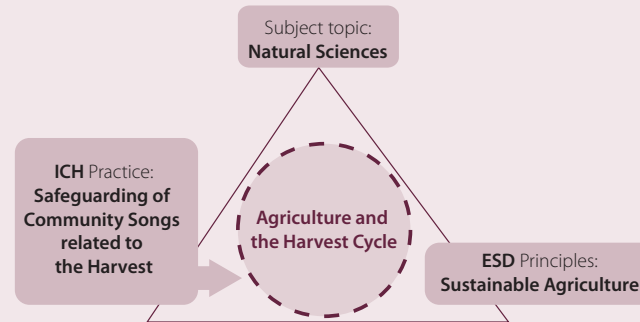 Subject topic:
Natural Sciences
ICH Practice:
Safeguarding of
Community Songs
related to
the Harvest
Agriculture and
the Harvest Cycle
ESD Principles:
Sustainable Agriculture